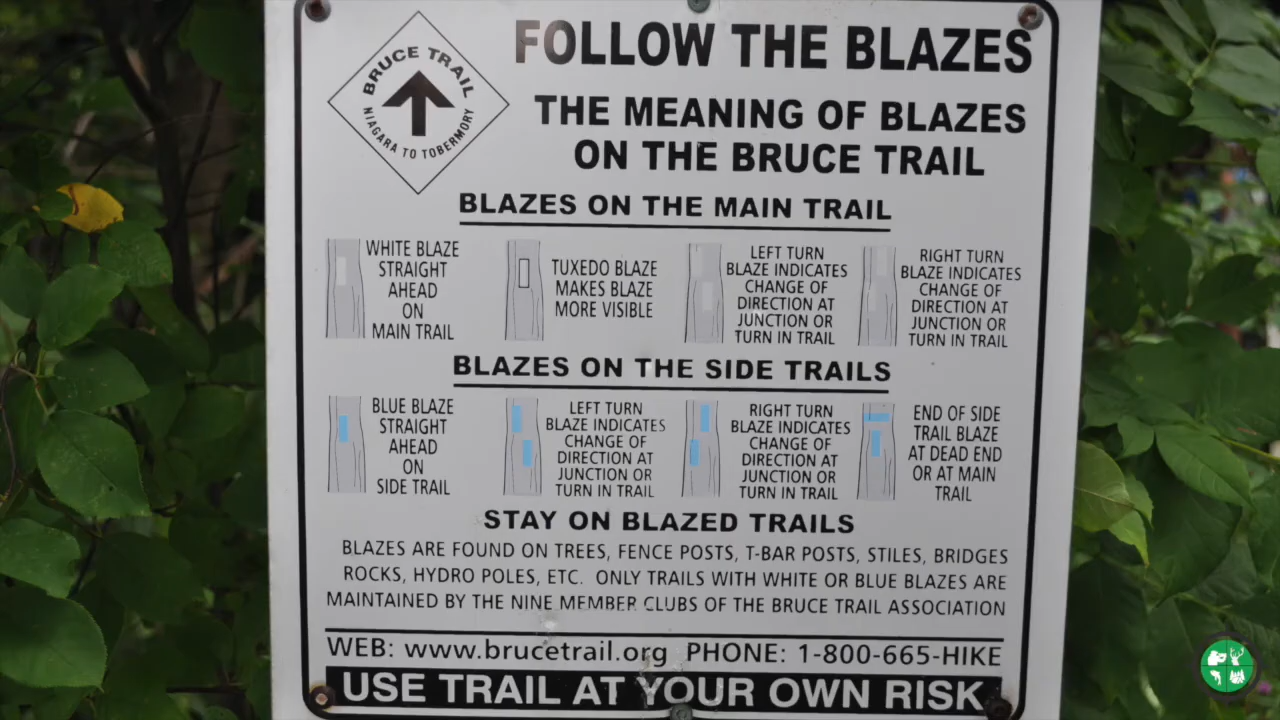 BRUCE TRAIL
NIAGARA TO TOBERMORY
FOLLOW THE BLAZES
THE MEANING OF BLAZES
ON THE BRUCE TRAIL
BLAZES ON THE MAIN TRAIL
WHITE BLAZE
STRAIGHT
AHEAD
ON
MAIN TRAIL
TUXEDO BLAZE
MAKES BLAZE
MORE VISIBLE
LEFT TURN
BLAZE INDICATES
CHANGE OF
DIRECTION AT
JUNCTION OR
TURN IN TRAIL
RIGHT TURN
BLAZE INDICATES
CHANGE OF
DIRECTION AT
JUNCTION OR
TURN IN TRAIL
BLAZES ON THE SIDE TRAILS
BLUE BLAZE
STRAIGHT
AHEAD
ON
SIDE TRAIL
LEFT TURN
BLAZE INDICATES
CHANGE OF
DIRECTION AT
JUNCTION OR
TURN IN TRAIL
RIGHT TURN
BLAZE INDICATES
CHANGE OF
DIRECTION AT
JUNCTION OR
TURN IN TRAIL
END OF SIDE
TRAIL BLAZE
AT DEAD END
OR AT MAIN
TRAIL
STAY ON BLAZED TRAILS
BLAZES ARE FOUND ON TREES, FENCE POSTS, T-BAR POSTS, STILES, BRIDGES
ROCKS, HYDRO POLES, ETC. ONLY TRAILS WITH WHITE OR BLUE BLAZES ARE
MAINTAINED BY THE NINE MEMBER CLUBS OF THE BRUCE TRAIL ASSOCIATION
WEB: www.brucetrail.org PHONE: 1-800-665-HIKE
USE TRAIL AT YOUR OWN RISK